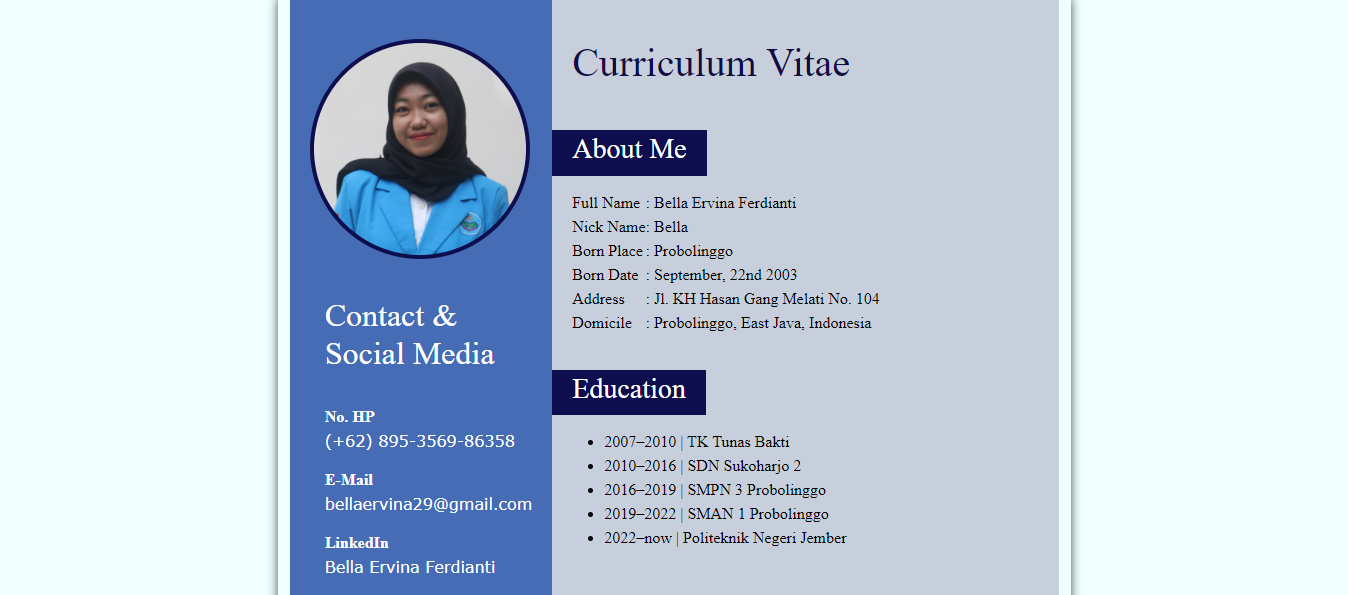 Contact &
Social Media
No. HP
(+62) 895-3569-86358
E-Mail
bellaervina29@gmail.com
LinkedIn
Bella Ervina Ferdianti
Curriculum Vitae
About Me
Full Name : Bella Ervina Ferdianti
Nick Name: Bella
Born Place : Probolinggo
Born Date : September, 22nd 2003
Address : Jl. KH Hasan Gang Melati No. 104
Domicile : Probolinggo, East Java, Indonesia
Education
• 2007–2010 | TK Tunas Bakti
• 2010–2016 | SDN Sukoharjo 2
• 2016–2019 | SMPN 3 Probolinggo
• 2019–2022 | SMAN 1 Probolinggo
• 2022–now | Politeknik Negeri Jember